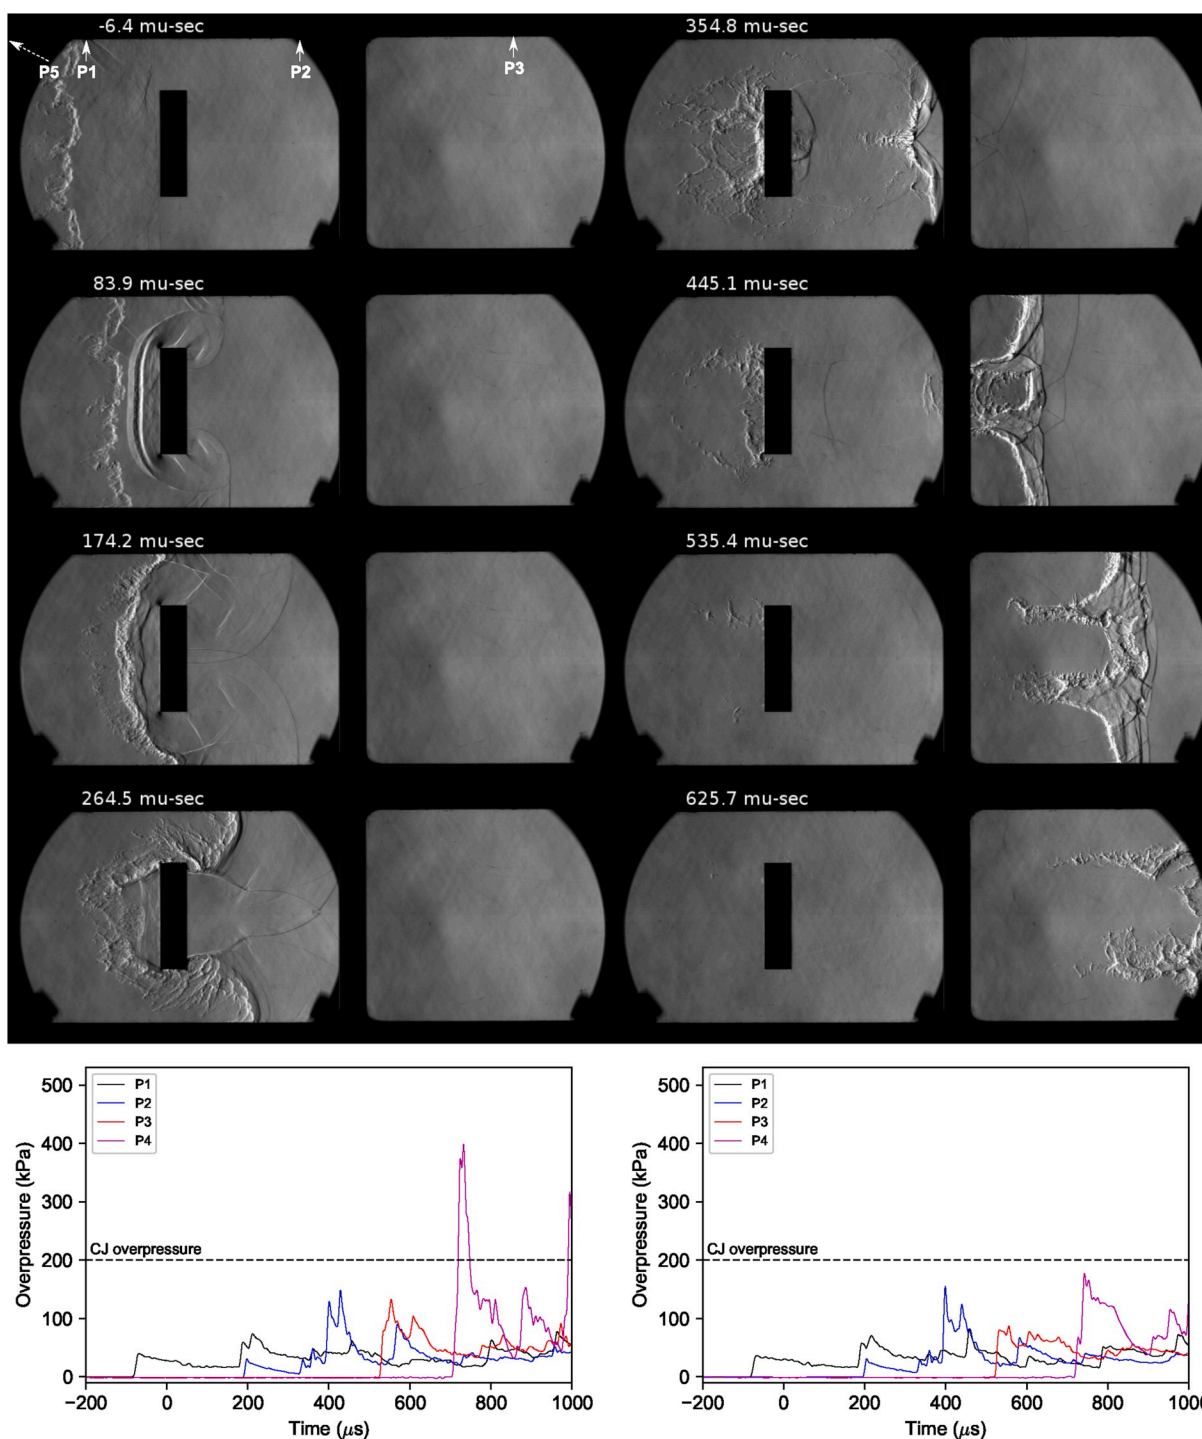 -6.4 mu-sec
354.8 mu-sec
P5 P1 P2 P3
83.9 mu-sec
445.1 mu-sec
174.2 mu-sec
535.4 mu-sec
264.5 mu-sec
625.7 mu-sec
500
400
300
200
100
0
Overpressure (kPa)
P1
P2
P3
P4
CJ overpressure
−200 0 200 400 600 800 1000
Time (μs)
500
400
300
200
100
0
Overpressure (kPa)
P1
P2
P3
P4
CJ overpressure
−200 0 200 400 600 800
Time (μs)